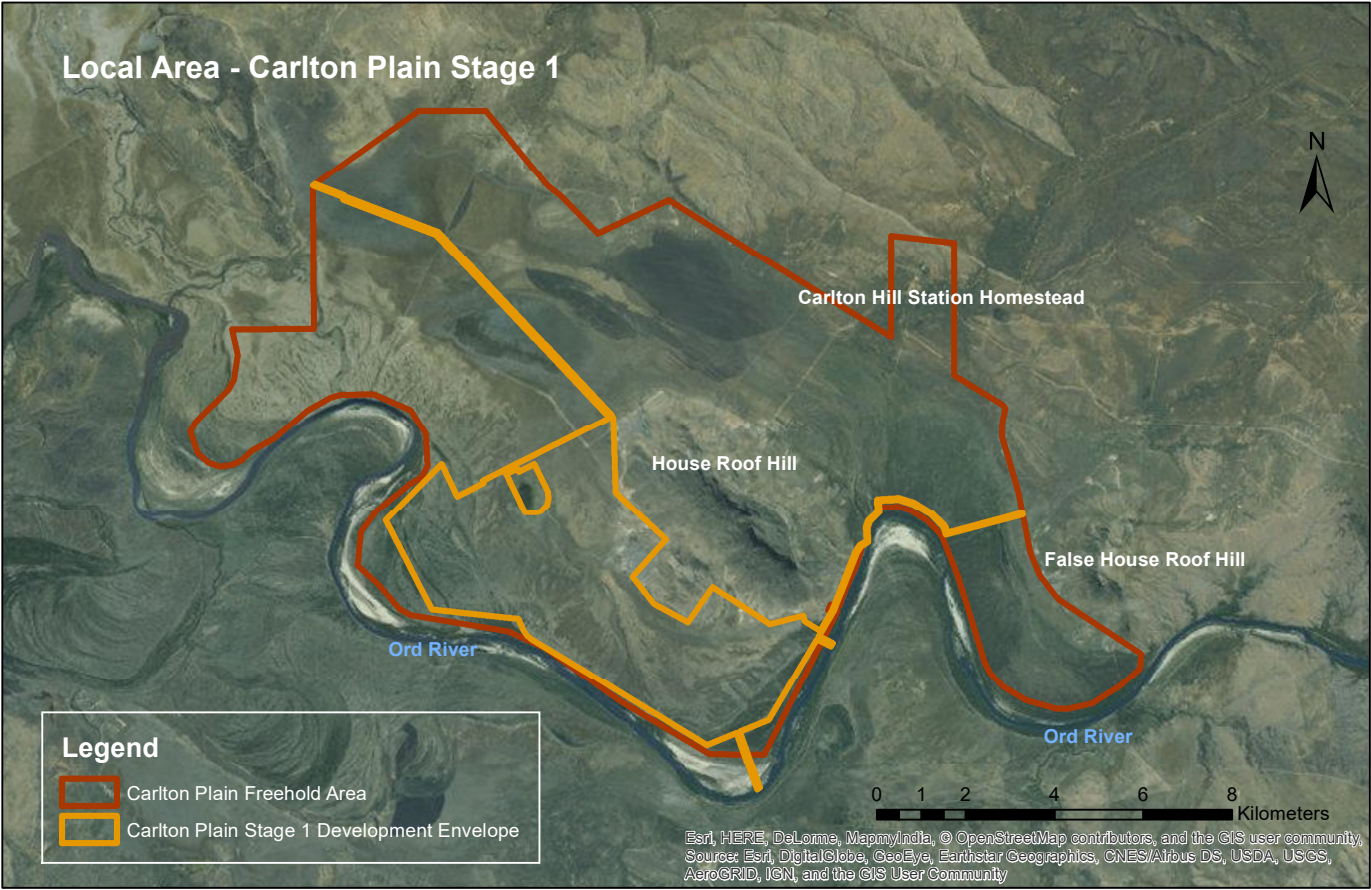 Local Area - Carlton Plain Stage 1
N
Carlton Hill Station Homestead
House Roof Hill
False House Roof Hill
Ord River
Ord River
Legend
Carlton Plain Freehold Area
Carlton Plain Stage 1 Development Envelope
0 1 2 4 6 8
Kilometers
Esri, HERE, DeLorme, MapmyIndia, © OpenStreetMap contributors, and the GIS user community,
Source: Esri, DigitalGlobe, GeoEye, Earthstar Geographics, CNES/Airbus DS, USDA, USGS,
AeroGRID, IGN, and the GIS User Community